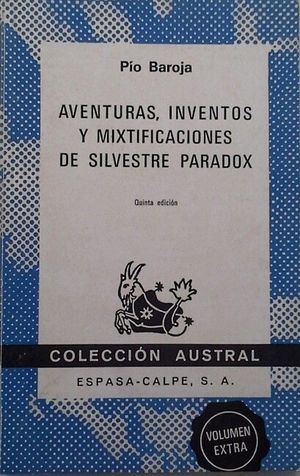 Pío Baroja
AVENTURAS, INVENTOS
Y MIXTIFICACIONES
DE SILVESTRE PARADOX
Quinta edición
COLECCIÓN AUSTRAL
ESPASA-CALPE, S. A.
VOLUMEN
EXTRA